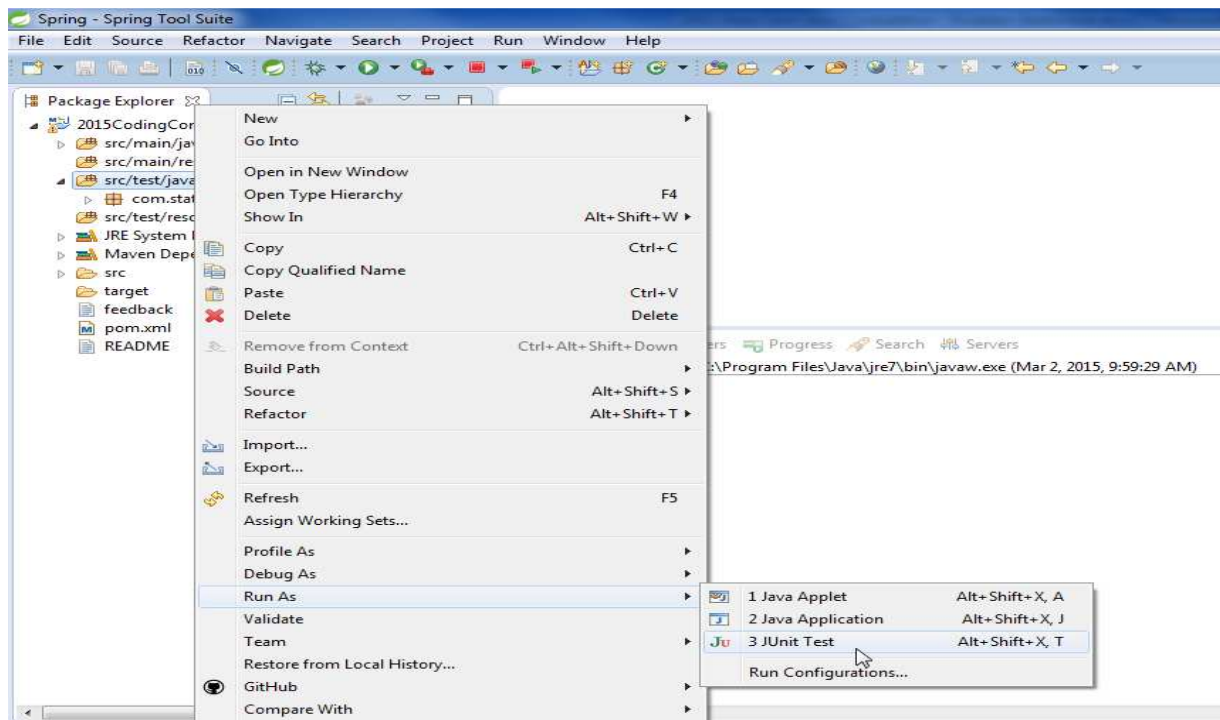 Spring - Spring Tool Suite
File Edit Source Refactor Navigate Search Project Run Window Help
Package Explorer
2015CodingCor
src/main/jav
src/main/re
src/test/java
com.stat
src/test/reso
JRE System
Maven Depe
src
target
feedback
pom.xml
README
New
Go Into
Open in New Window
Open Type Hierarchy F4
Show In Alt+Shift+W
Copy Ctrl+C
Copy Qualified Name
Paste Ctrl+V
Delete Delete
Remove from Context Ctrl+Alt+Shift+Down
Build Path
Source Alt+Shift+S
Refactor Alt+Shift+T
Import...
Export...
Refresh F5
Assign Working Sets...
Profile As
Debug As
Run As
Validate
Team
Restore from Local History...
GitHub
Compare With
ers Progress Search Servers
:\Program Files\Java\jre7\bin\javaw.exe (Mar 2, 2015, 9:59:29 AM)
1 Java Applet Alt+Shift+X, A
2 Java Application Alt+Shift+X, J
Ju 3 JUnit Test Alt+Shift+X, T
Run Configurations...